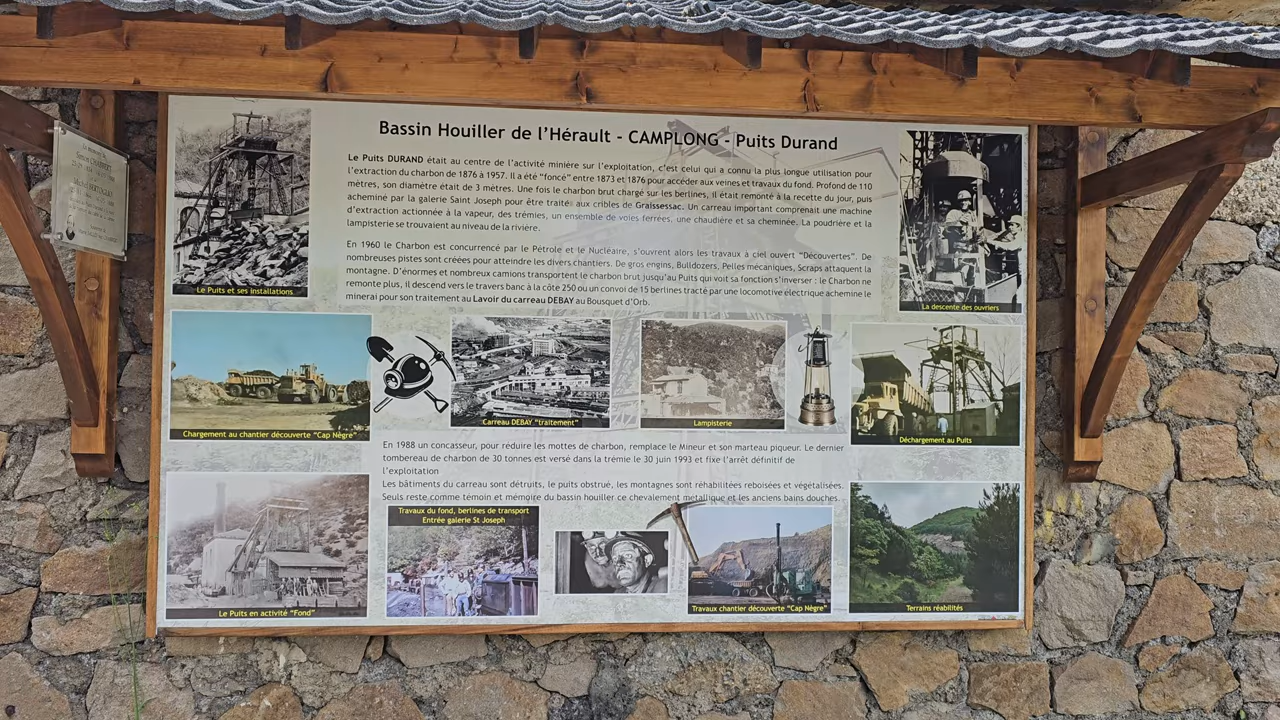 Bassin Houiller de l'Hérault - CAMPLONG - Puits Durand
Le Puits DURAND était au centre de l'activité minière sur l'exploitation, c'est celui qui a connu la plus longue utilisation pour
l'extraction du charbon de 1876 à 1957. Il a été "foncé" entre 1873 et 1876 pour accéder aux veines et travaux du fond. Profond de 110
mètres, son diamètre était de 3 mètres. Une fois le charbon brut chargé sur les berlines, il était remonté à la recette du jour, puis
acheminé par la galerie Saint Joseph pour être traité aux cribles de Graissessac. Un carreau important comprenait une machine
d'extraction actionnée à la vapeur, des trémies, un ensemble de voies ferrées, une chaudière et sa cheminée. La poudrière et la
lampisterie se trouvaient au niveau de la rivière.
En 1960 le Charbon est concurrencé par le Pétrole et le Nucléaire, s'ouvrent alors les travaux à ciel ouvert "Découvertes". De
nombreuses pistes sont créées pour atteindre les divers chantiers. De gros engins, Bulldozers, Pelles mécaniques, Scraps attaquent la
montagne. D'énormes et nombreux camions transportent le charbon brut jusqu'au Puits qui voit sa fonction s'inverser : le Charbon ne
remonte plus, il descend vers le travers banc à la côte 250 ou un convoi de 15 berlines tracté par une locomotive électrique achemine le
minerai pour son traitement au Lavoir du carreau DEBAY au Bousquet d'Orb.
Le Puits et ses installations
La descente des ouvriers
Chargement au chantier découverte "Cap Nègre"
Carreau DEBAY "traitement"
Lampisterie
Déchargement au Puits
En 1988 un concasseur, pour réduire les mottes de charbon, remplace le Mineur et son marteau piqueur. Le dernier
tombereau de charbon de 30 tonnes est versé dans la trémie le 30 juin 1993 et fixe l'arrêt définitif de
l'exploitation
Les bâtiments du carreau sont détruits, le puits obstrué, les montagnes sont réhabilitées reboisées et végétalisées.
Seuls reste comme témoin et mémoire du bassin houiller ce chevalement métallique et les anciens bains douches.
Le Puits en activité "Fond"
Travaux du fond, berlines de transport
Entrée galerie St Joseph
Travaux chantier découverte "Cap Nègre"
Terrains réabilités